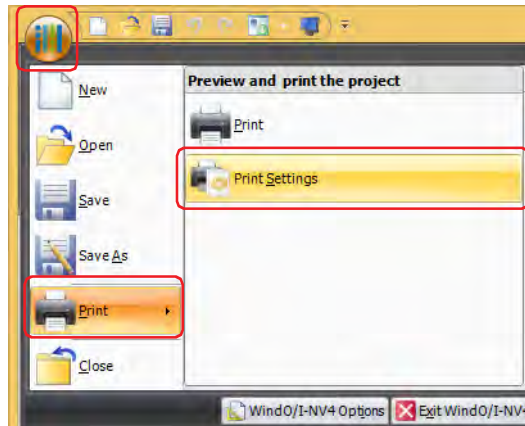 New
Open
Save
Save As
Print
Close
Preview and print the project
Print
Print Settings
WindO/I-NV4 Options
Exit WindO/I-NV4